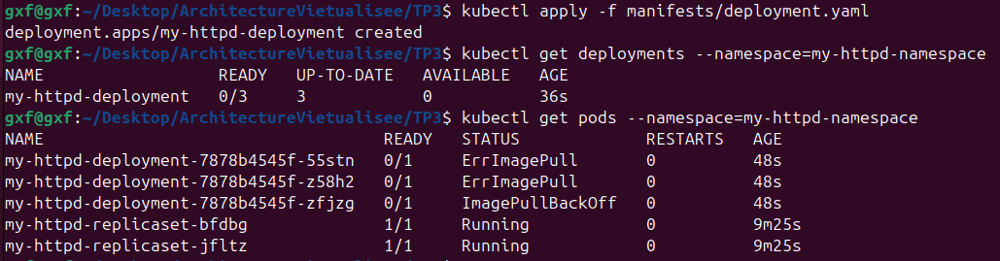 gxf@gxf:~/Desktop/ArchitectureVietualisee/TP3$ kubectl apply -f manifests/deployment.yaml
deployment.apps/my-httpd-deployment created
gxf@gxf:~/Desktop/ArchitectureVietualisee/TP3$ kubectl get deployments --namespace=my-httpd-namespace
NAME READY UP-TO-DATE AVAILABLE AGE
my-httpd-deployment 0/3 3 0 36s
gxf@gxf:~/Desktop/ArchitectureVietualisee/TP3$ kubectl get pods --namespace=my-httpd-namespace
NAME READY STATUS RESTARTS AGE
my-httpd-deployment-7878b4545f-55stn 0/1 ErrImagePull 0 48s
my-httpd-deployment-7878b4545f-z58h2 0/1 ErrImagePull 0 48s
my-httpd-deployment-7878b4545f-zfjzg 0/1 ImagePullBackOff 0 48s
my-httpd-replicaset-bfdbg 1/1 Running 0 9m25s
my-httpd-replicaset-jfltz 1/1 Running 0 9m25s